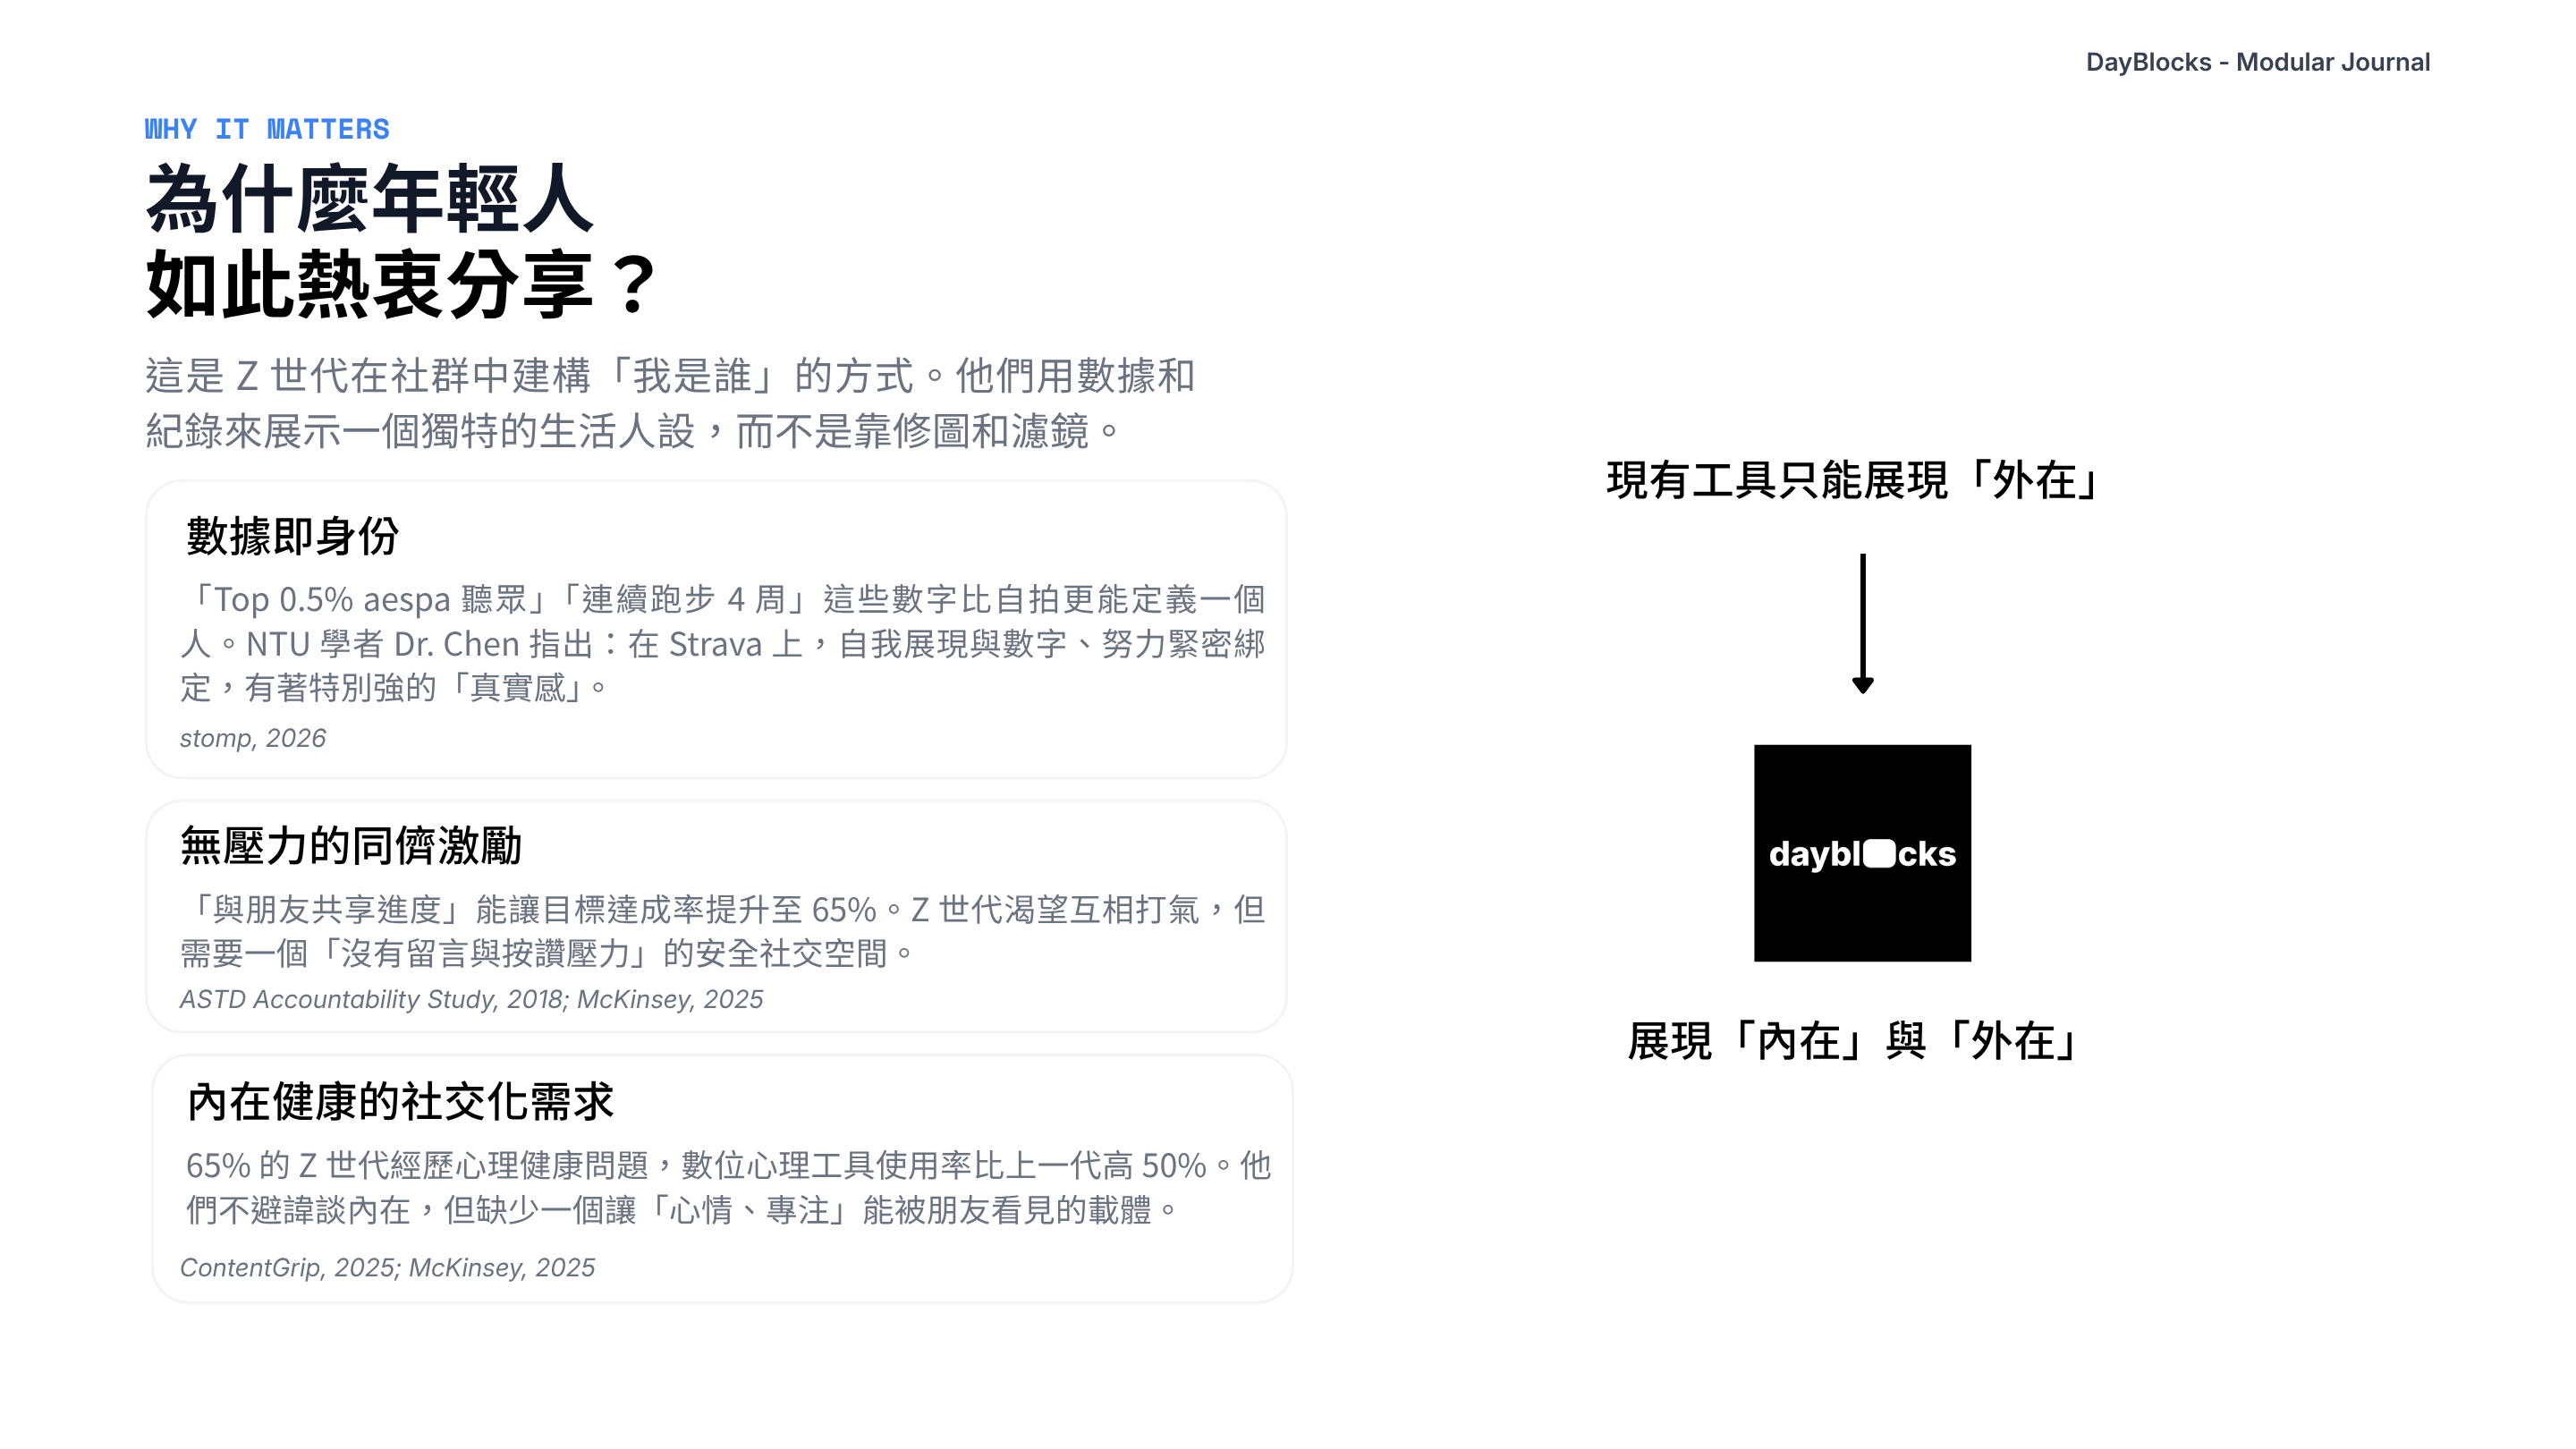 DayBlocks - Modular Journal
WHY IT MATTERS
為什麼年輕人
如此熱衷分享？
這是 Z 世代在社群中建構「我是誰」的方式。他們用數據和
紀錄來展示一個獨特的生活人設，而不是靠修圖和濾鏡。
數據即身份
「Top 0.5% aespa 聽眾」「連續跑步 4 周」這些數字比自拍更能定義一個
人。NTU 學者 Dr. Chen 指出：在 Strava 上，自我展現與數字、努力緊密綁
定，有著特別強的「真實感」。
stomp, 2026
無壓力的同儕激勵
「與朋友共享進度」能讓目標達成率提升至 65%。Z 世代渴望互相打氣，但
需要一個「沒有留言與按讚壓力」的安全社交空間。
ASTD Accountability Study, 2018; McKinsey, 2025
內在健康的社交化需求
65% 的 Z 世代經歷心理健康問題，數位心理工具使用率比上一代高 50%。他
們不避諱談內在，但缺少一個讓「心情、專注」能被朋友看見的載體。
ContentGrip, 2025; McKinsey, 2025
現有工具只能展現「外在」
dayblocks
展現「內在」與「外在」